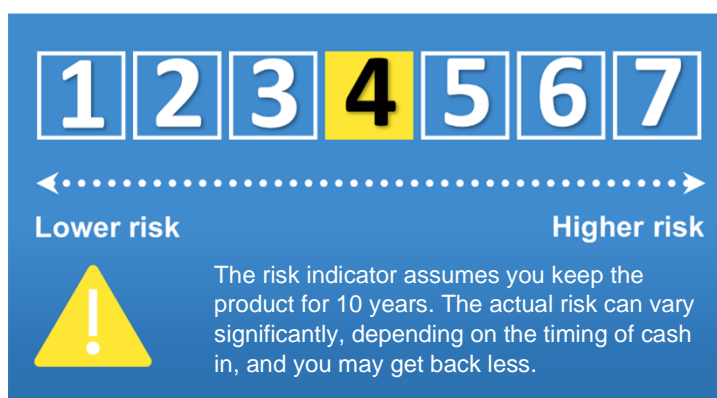 1 2 3 4 5 6 7
Lower risk Higher risk
The risk indicator assumes you keep the
product for 10 years. The actual risk can vary
significantly, depending on the timing of cash
in, and you may get back less.